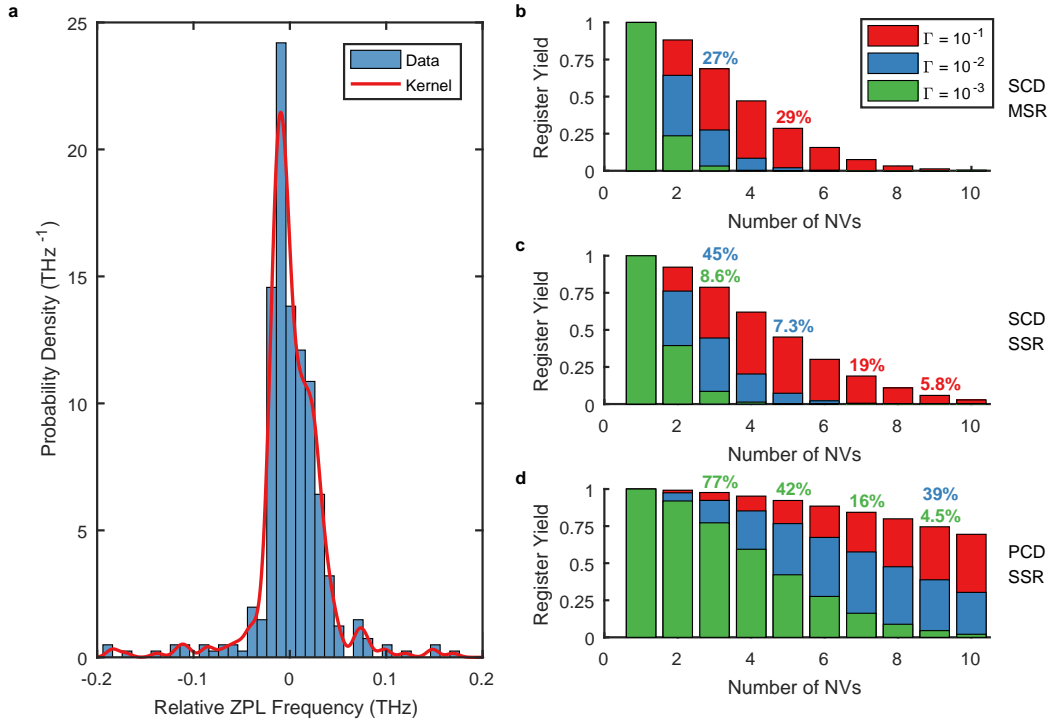 a
25
20
15
10
5
0
-0.2
-0.1
0
0.1
0.2
Probability Density (THz⁻¹)
Relative ZPL Frequency (THz)
Data
Kernel
b
1
0.75
0.5
0.25
0
Register Yield
27%
29%
Γ = 10⁻¹
Γ = 10⁻²
Γ = 10⁻³
0
2
4
6
8
10
Number of NVs
SCD
MSR
c
1
0.75
0.5
0.25
0
Register Yield
45%
8.6%
7.3%
19%
5.8%
0
2
4
6
8
10
Number of NVs
SCD
SSR
d
1
0.75
0.5
0.25
0
Register Yield
77%
42%
16%
39%
4.5%
0
2
4
6
8
10
Number of NVs
PCD
SSR